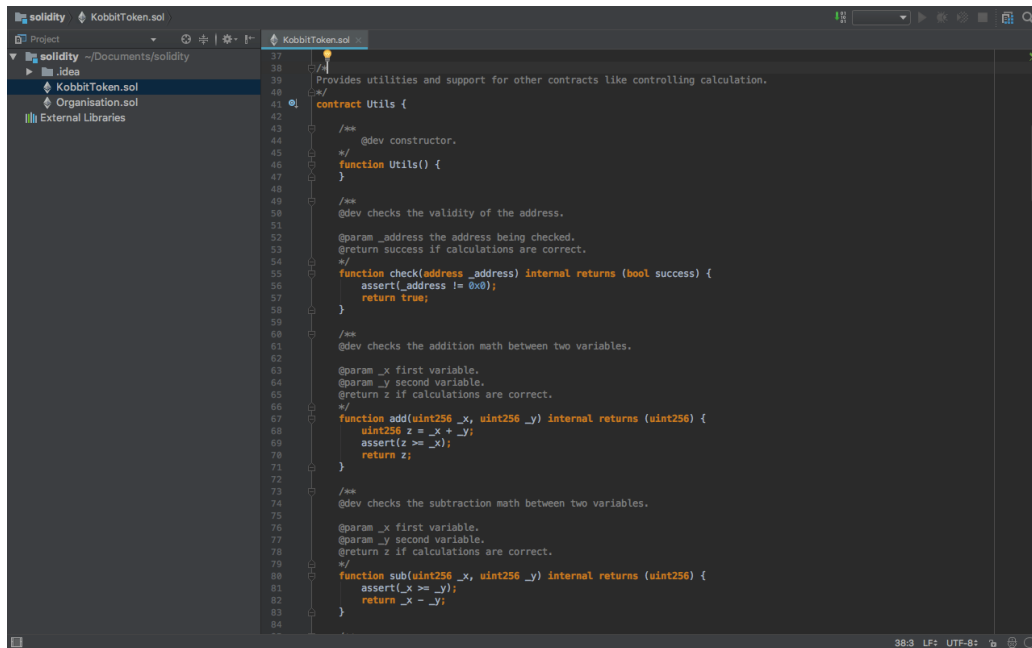 solidity KobbitToken.sol
Project
KobbitToken.sol
solidity ~/Documents/solidity
.idea
KobbitToken.sol
Organisation.sol
External Libraries
37
38 /*
39 Provides utilities and support for other contracts like controlling calculation.
40 */
41 contract Utils {
42
43 /**
44 @dev constructor.
45 */
46 function Utils() {
47 }
48
49 /**
50 @dev checks the validity of the address.
51
52 @param _address the address being checked.
53 @return success if calculations are correct.
54 */
55 function check(address _address) internal returns (bool success) {
56 assert(_address != 0x0);
57 return true;
58 }
59
60 /**
61 @dev checks the addition math between two variables.
62
63 @param _x first variable.
64 @param _y second variable.
65 @return z if calculations are correct.
66 */
67 function add(uint256 _x, uint256 _y) internal returns (uint256) {
68 uint256 z = _x + _y;
69 assert(z >= _x);
70 return z;
71 }
72
73 /**
74 @dev checks the subtraction math between two variables.
75
76 @param _x first variable.
77 @param _y second variable.
78 @return z if calculations are correct.
79 */
80 function sub(uint256 _x, uint256 _y) internal returns (uint256) {
81 assert(_x >= _y);
82 return _x - _y;
83 }
84
38:3 LF÷ UTF-8÷